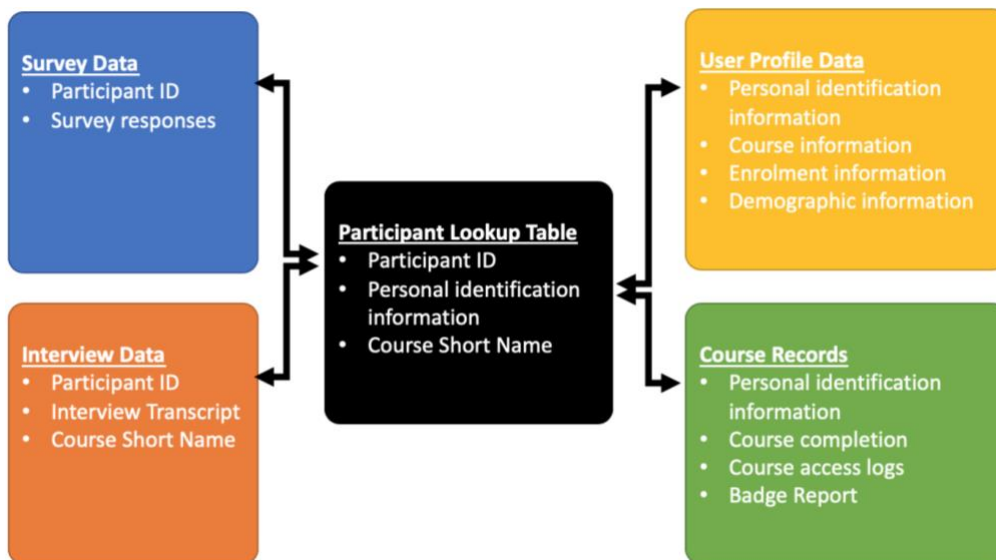 Survey Data
• Participant ID
• Survey responses
Interview Data
• Participant ID
• Interview Transcript
• Course Short Name
Participant Lookup Table
• Participant ID
• Personal identification
information
• Course Short Name
User Profile Data
• Personal identification
information
• Course information
• Enrolment information
• Demographic information
Course Records
• Personal identification
information
• Course completion
• Course access logs
• Badge Report